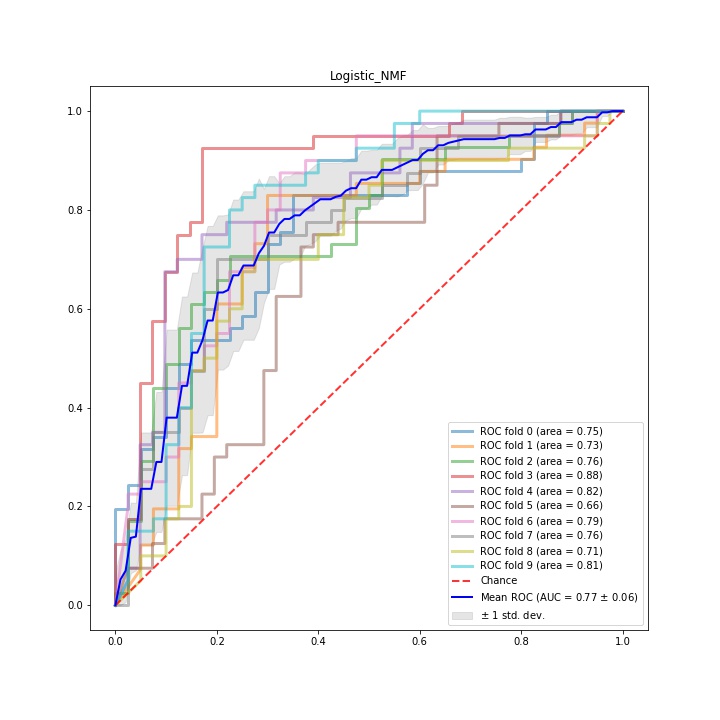 Logistic_NMF
1.0
0.8
0.6
0.4
0.2
0.0
0.0 0.2 0.4 0.6 0.8 1.0
ROC fold 0 (area = 0.75)
ROC fold 1 (area = 0.73)
ROC fold 2 (area = 0.76)
ROC fold 3 (area = 0.88)
ROC fold 4 (area = 0.82)
ROC fold 5 (area = 0.66)
ROC fold 6 (area = 0.79)
ROC fold 7 (area = 0.76)
ROC fold 8 (area = 0.71)
ROC fold 9 (area = 0.81)
Chance
Mean ROC (AUC = 0.77 ± 0.06)
± 1 std. dev.